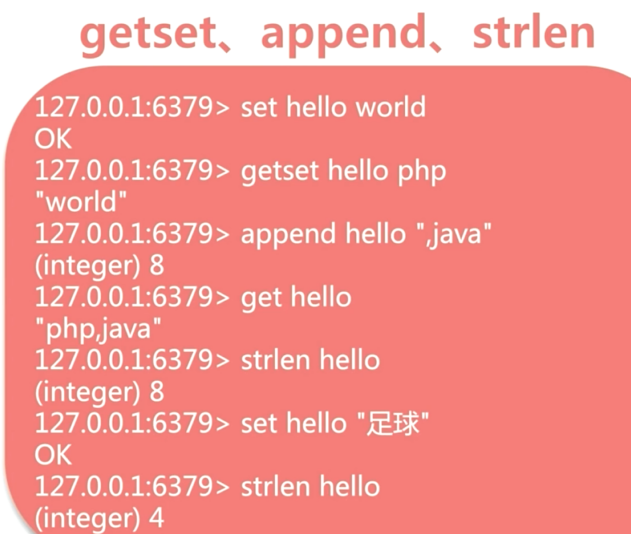 getset、append、strlen
127.0.0.1:6379> set hello world
OK
127.0.0.1:6379> getset hello php
"world"
127.0.0.1:6379> append hello ",java"
(integer) 8
127.0.0.1:6379> get hello
"php,java"
127.0.0.1:6379> strlen hello
(integer) 8
127.0.0.1:6379> set hello "足球"
OK
127.0.0.1:6379> strlen hello
(integer) 4